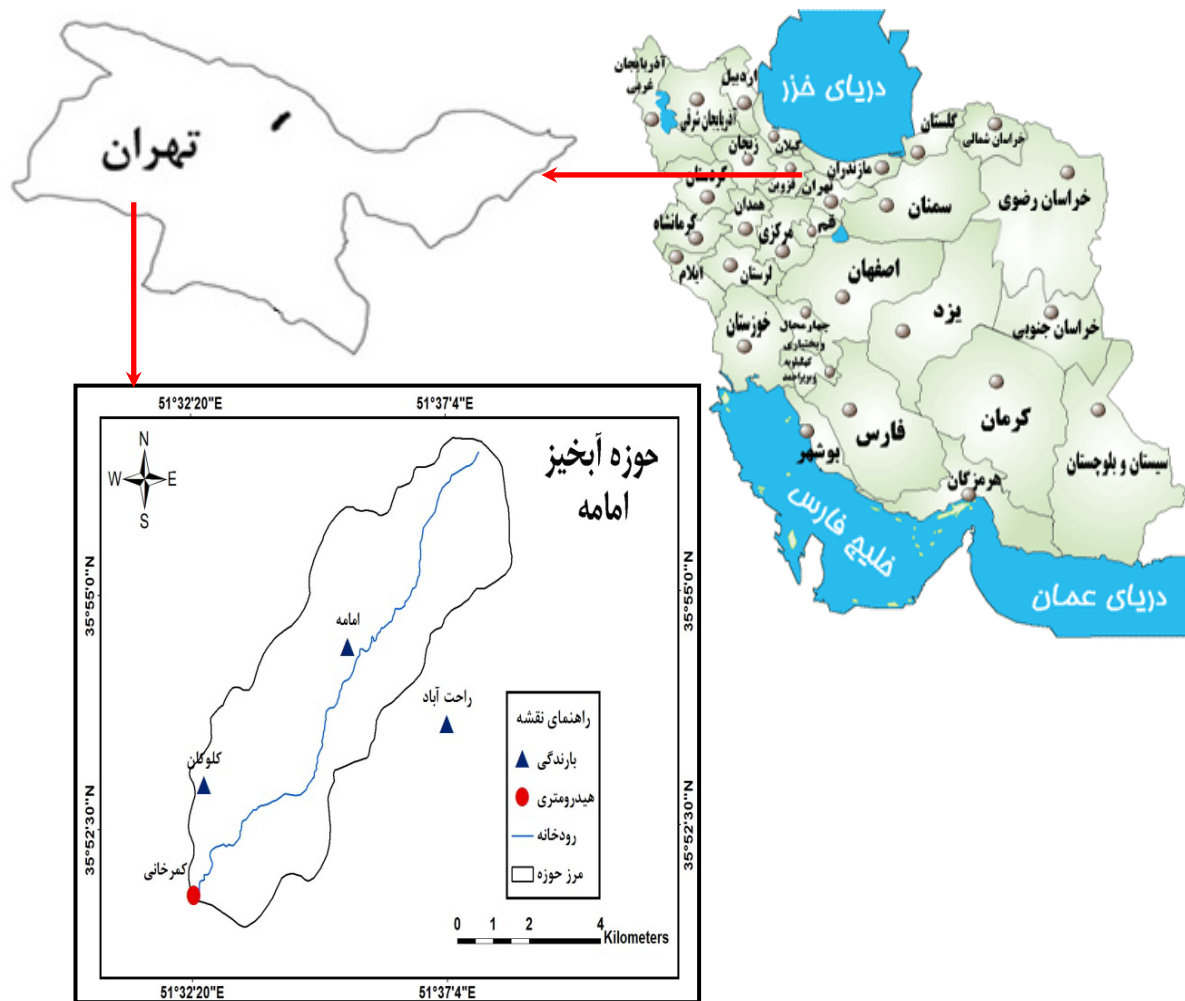 تهران
دریای خزر
آذربایجان
غربی
اردبیل
آذربایجان شرقی
گیلان
زنجان
گلستان
خراسان شمالی
مازندران
کردستان
قزوین
تهران
سمنان
خراسان رضوی
همدان
کرمانشاه
مرکزی
قم
ایلام
لرستان
اصفهان
یزد
خراسان جنوبی
خوزستان
چهارمحال
و بختیاری
کهگیلویه
و بویراحمد
فارس
کرمان
بوشهر
هرمزگان
سیستان و بلوچستان
خلیج فارس
دریای عمان
51°32'20"E
51°37'4"E
N
W
E
S
حوزه آبخیز
امامه
35°55'0"N
35°55'0"N
امامه
راحت آباد
کلوکان
کمرخانی
35°52'30"N
35°52'30"N
راهنمای نقشه
بارندگی
هیدرومتری
رودخانه
مرز حوزه
0 1 2 4
Kilometers
51°32'20"E
51°37'4"E